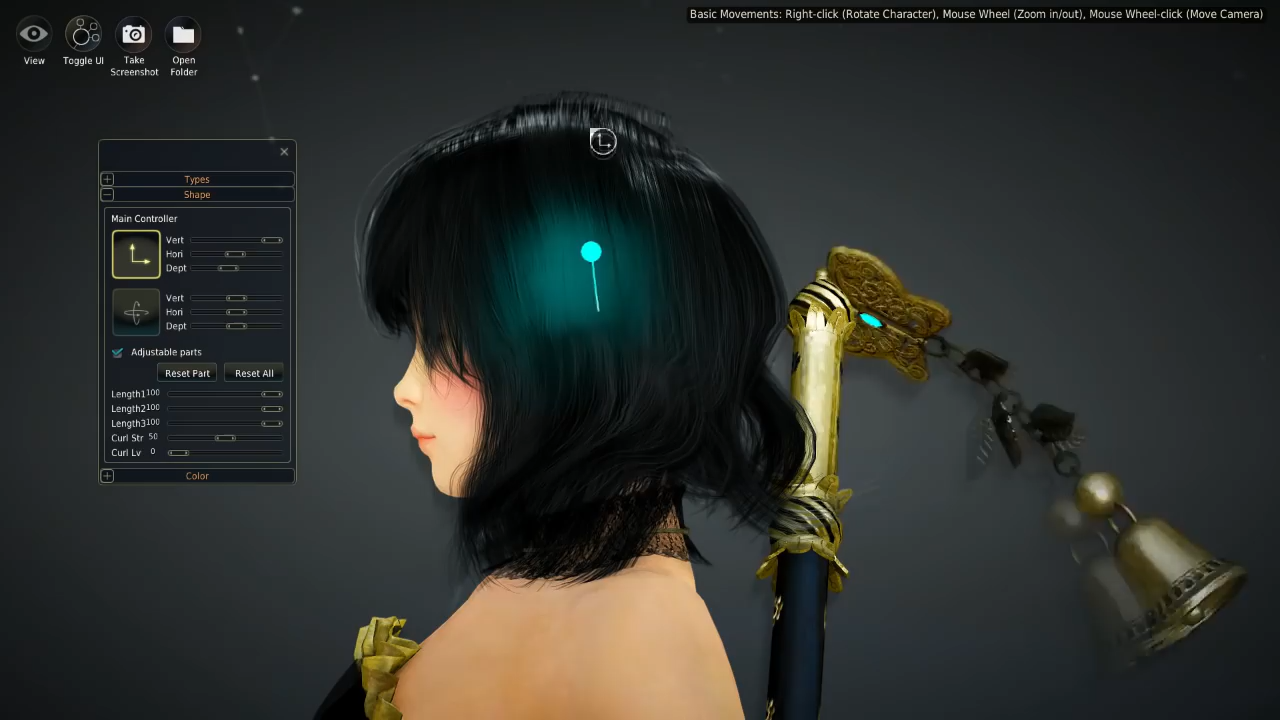 Basic Movements: Right-click (Rotate Character), Mouse Wheel (Zoom in/out), Mouse Wheel-click (Move Camera)
View
Toggle UI
Take Screenshot
Open Folder
Types
Shape
Main Controller
Vert
Hori
Dept
Vert
Hori
Dept
Adjustable parts
Reset Part
Reset All
Length1 100
Length2 100
Length3 100
Curl Str 50
Curl Lv 0
Color